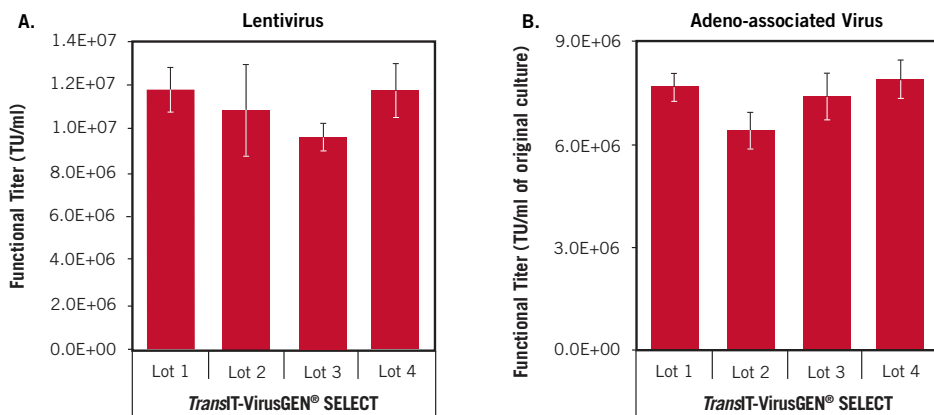 A.
Lentivirus
Functional Titer (TU/ml)
1.4E+07
1.2E+07
1.0E+07
8.0E+06
6.0E+06
4.0E+06
2.0E+06
0.0E+00
Lot 1 Lot 2 Lot 3 Lot 4
TransIT-VirusGEN® SELECT
B.
Adeno-associated Virus
Functional Titer (TU/ml of original culture)
9.0E+06
6.0E+06
3.0E+06
0.0E+00
Lot 1 Lot 2 Lot 3 Lot 4
TransIT-VirusGEN® SELECT